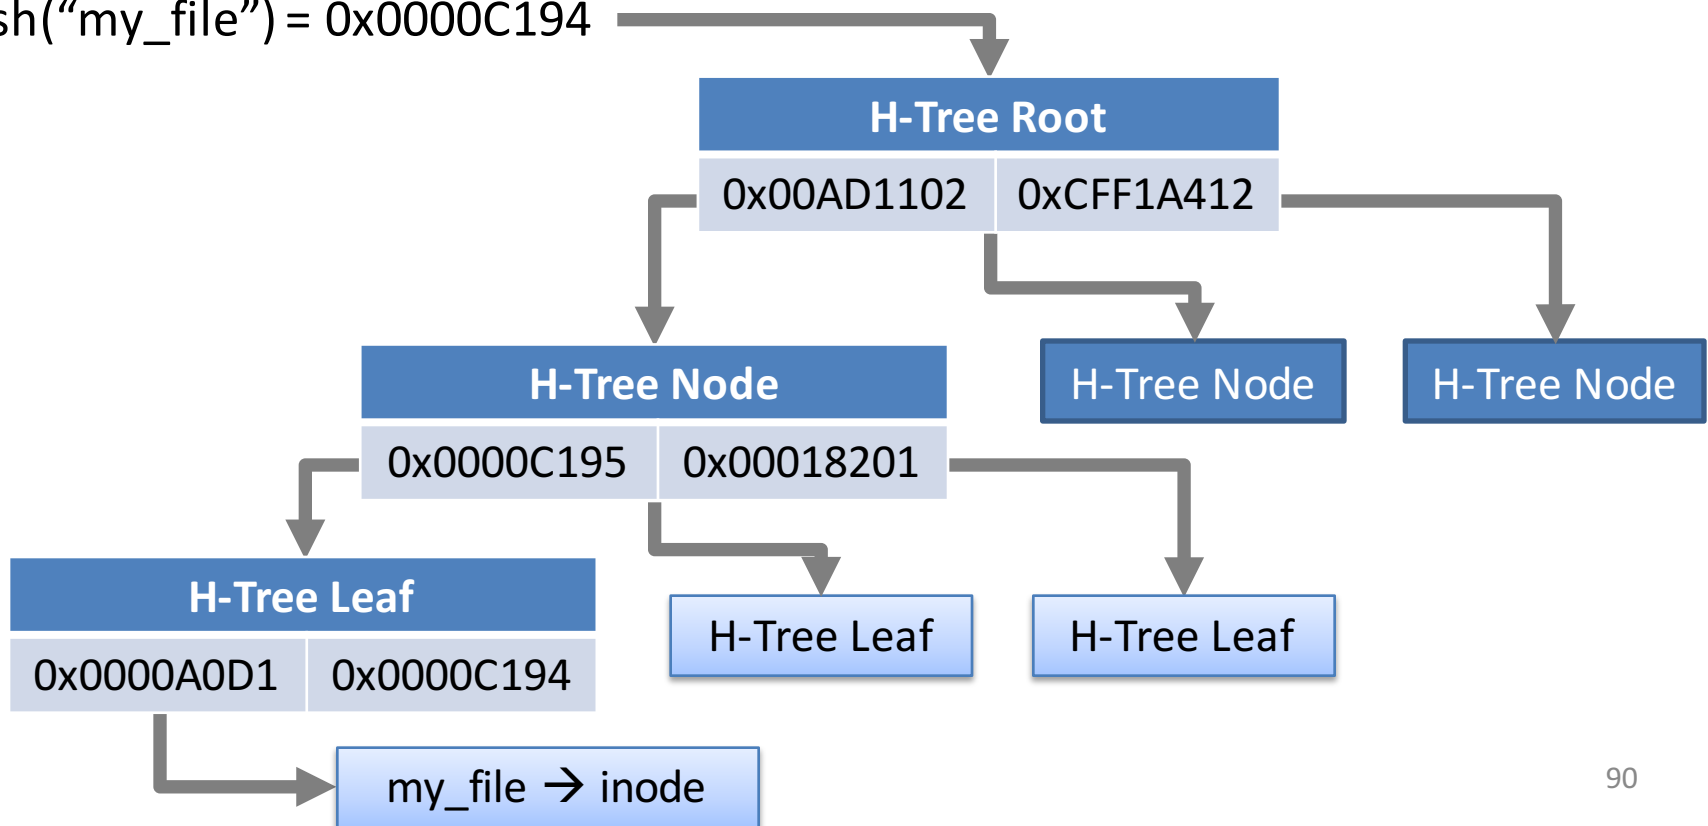 sh(“my_file”) = 0x0000C194
H-Tree Root
0x00AD1102 0xCFF1A412
H-Tree Node
0x0000C195 0x00018201
H-Tree Node
H-Tree Node
H-Tree Leaf
0x0000A0D1 0x0000C194
H-Tree Leaf
H-Tree Leaf
my_file → inode
90